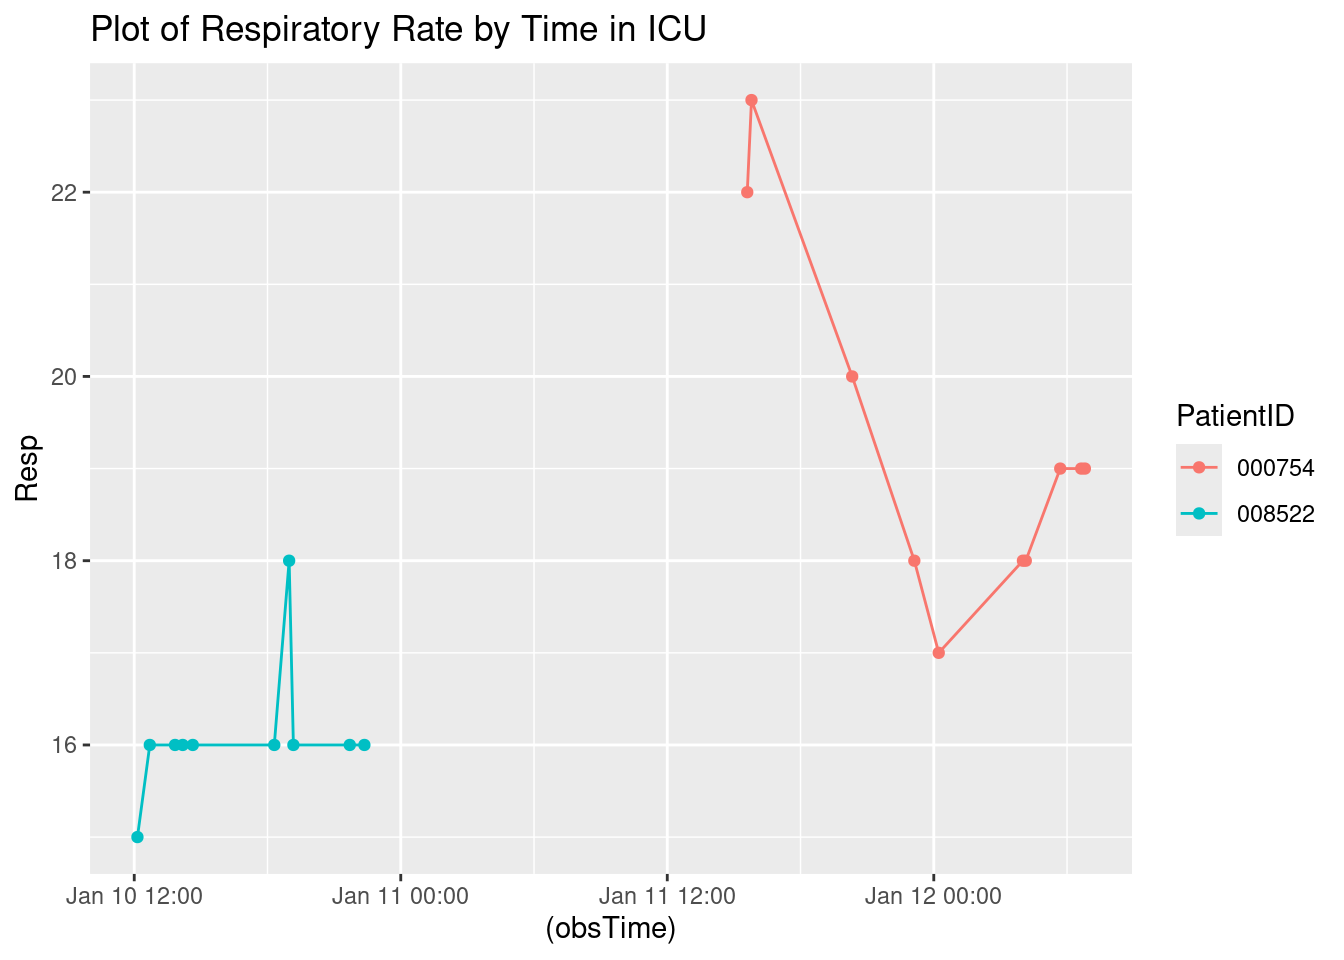 Plot of Respiratory Rate by Time in ICU
22
20
18
16
Resp
Jan 10 12:00
Jan 11 00:00
Jan 11 12:00
Jan 12 00:00
(obsTime)
PatientID
000754
008522